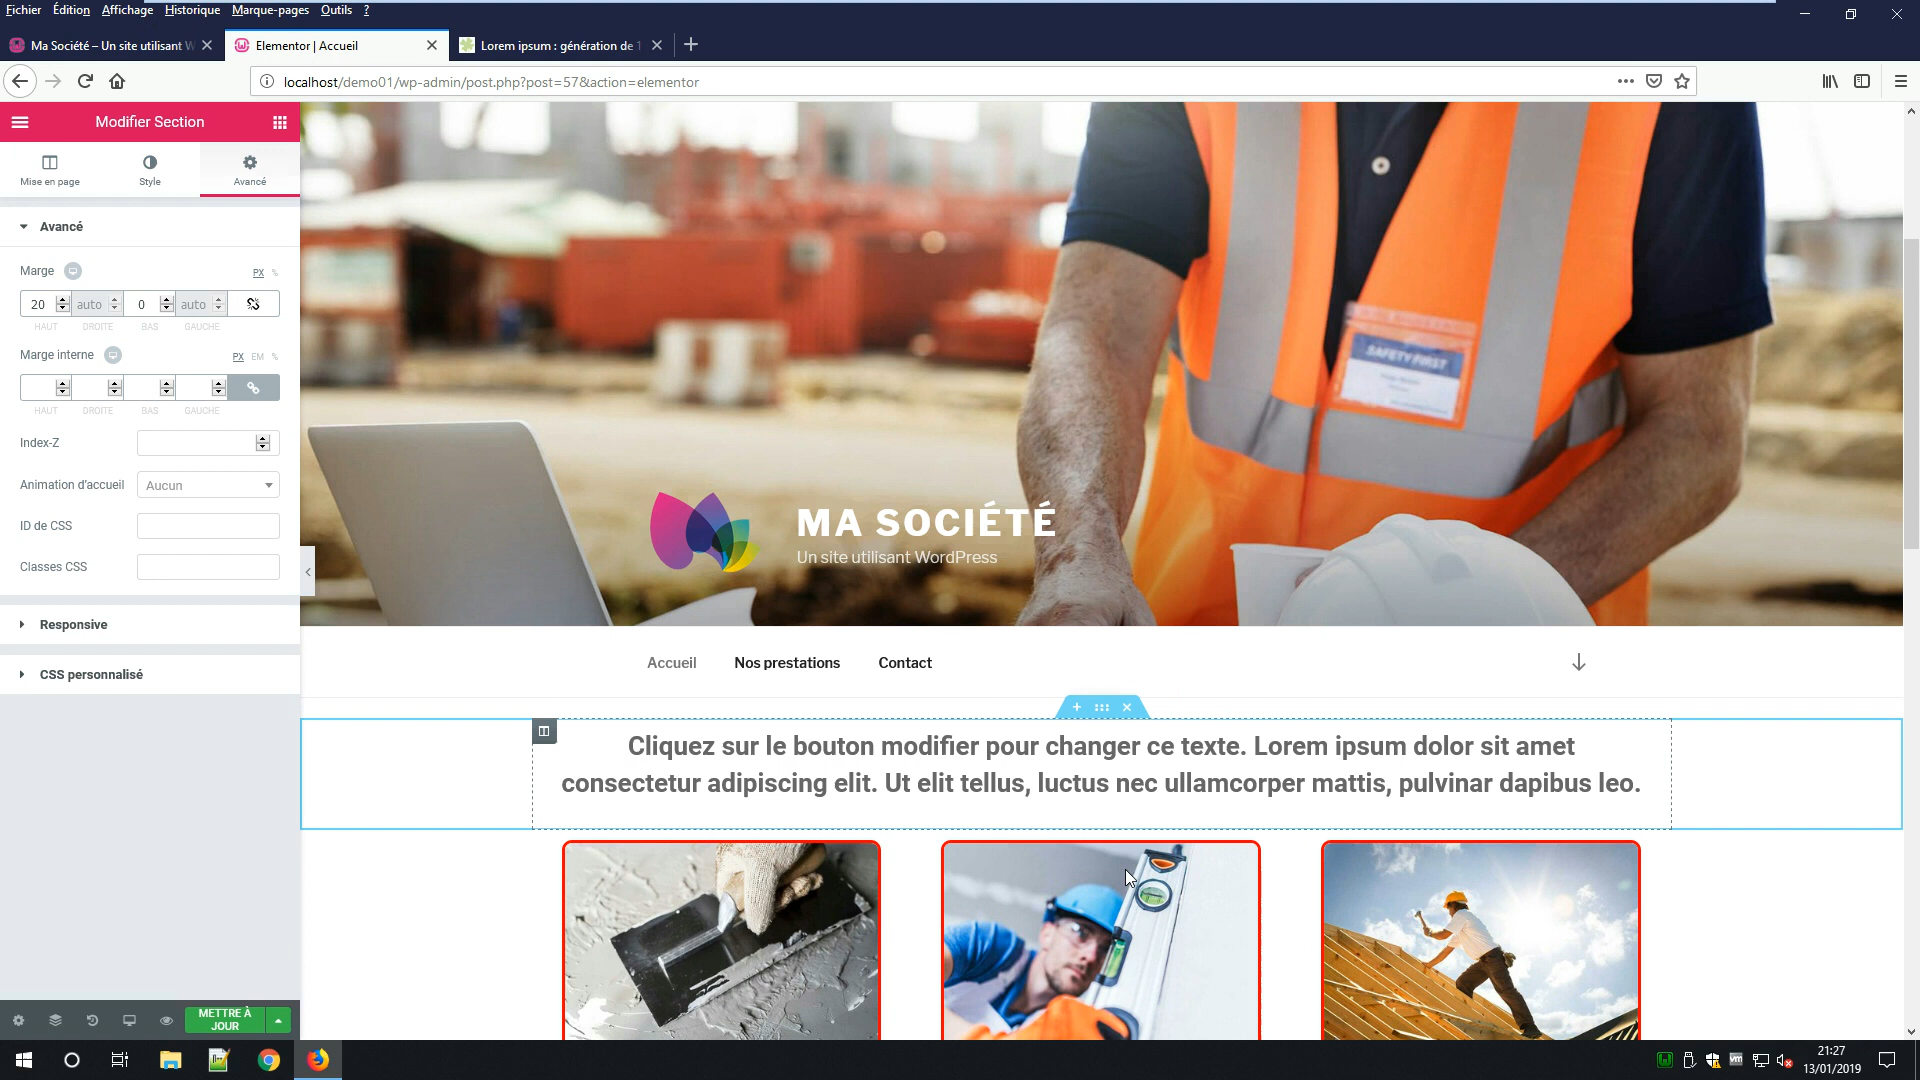 Fichier Édition Affichage Historique Marque-pages Outils ?
Ma Société – Un site utilisant W
Elementor | Accueil
Lorem ipsum : génération de 1
localhost/demo01/wp-admin/post.php?post=57&action=elementor
Modifier Section
Mise en page
Style
Avancé
Avancé
Marge
PX %
20 auto 0 auto
HAUT DROITE BAS GAUCHE
Marge interne
PX EM %
HAUT DROITE BAS GAUCHE
Index-Z
Animation d’accueil
Aucun
ID de CSS
Classes CSS
Responsive
CSS personnalisé
METTRE À
JOUR
SAFETY FIRST
MA SOCIÉTÉ
Un site utilisant WordPress
Accueil
Nos prestations
Contact
Cliquez sur le bouton modifier pour changer ce texte. Lorem ipsum dolor sit amet
consectetur adipiscing elit. Ut elit tellus, luctus nec ullamcorper mattis, pulvinar dapibus leo.
21:27
13/01/2019